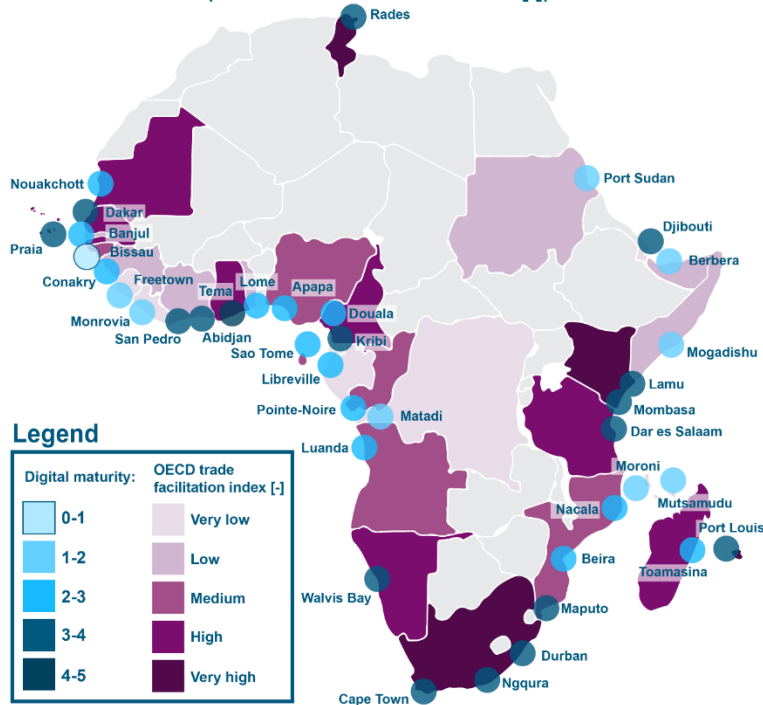 Rades
Nouakchott
Port Sudan
Dakar
Djibouti
Banjul
Praia
Bissau
Berbera
Conakry
Freetown
Lome
Tema
Apapa
Douala
Monrovia
San Pedro
Abidjan
Kribi
Sao Tome
Mogadishu
Libreville
Lamu
Pointe-Noire
Matadi
Mombasa
Dar es Salaam
Luanda
Moroni
Mutsamudu
Nacala
Port Louis
Beira
Toamasina
Walvis Bay
Maputo
Durban
Ngqura
Cape Town
Legend
Digital maturity:
OECD trade
facilitation index [-]
0-1
Very low
1-2
Low
2-3
Medium
3-4
High
4-5
Very high